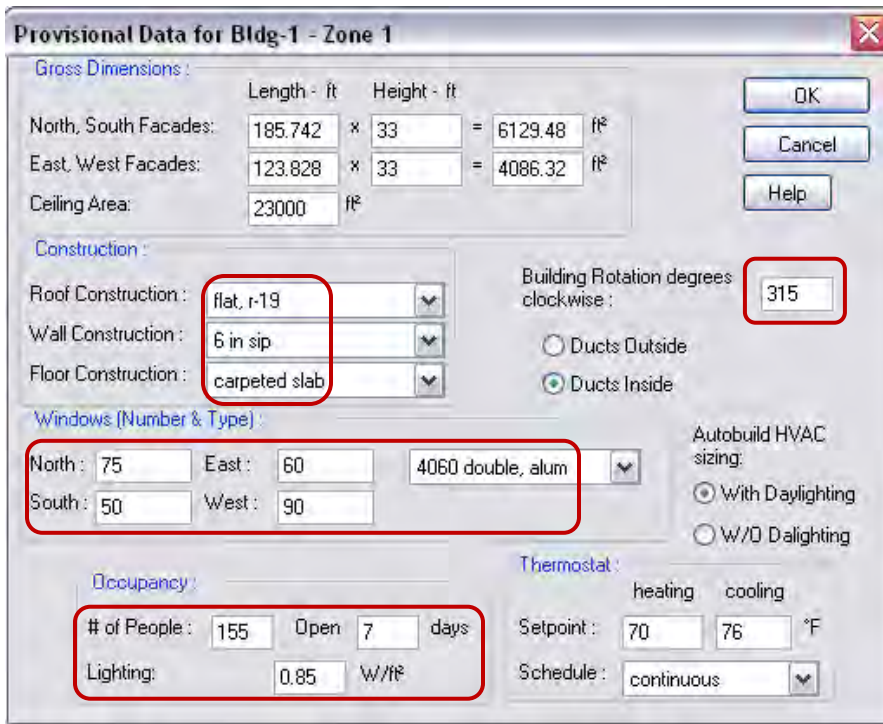 Provisional Data for Bldg-1 - Zone 1
Gross Dimensions :
Length - ft Height - ft
North, South Facades: 185.742 x 33 = 6129.48 ft²
East, West Facades: 123.828 x 33 = 4086.32 ft²
Ceiling Area: 23000 ft²
OK
Cancel
Help
Construction :
Roof Construction : flat, r-19
Wall Construction : 6 in sip
Floor Construction : carpeted slab
Building Rotation degrees
clockwise : 315
Ducts Outside
Ducts Inside
Windows (Number & Type) :
North : 75 East : 60 4060 double, alum
South : 50 West : 90
Autobuild HVAC
sizing:
With Daylighting
W/O Dalighting
Occupancy :
# of People : 155 Open 7 days
Lighting: 0.85 W/ft²
Thermostat :
heating cooling
Setpoint : 70 76 °F
Schedule : continuous